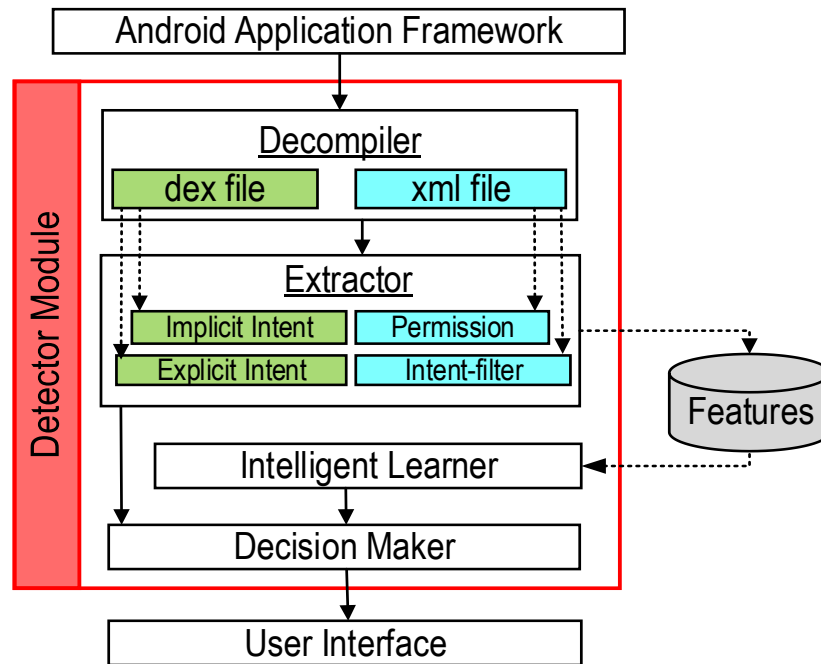 Android Application Framework
Detector Module
Decompiler
dex file
xml file
Extractor
Implicit Intent
Permission
Explicit Intent
Intent-filter
Features
Intelligent Learner
Decision Maker
User Interface